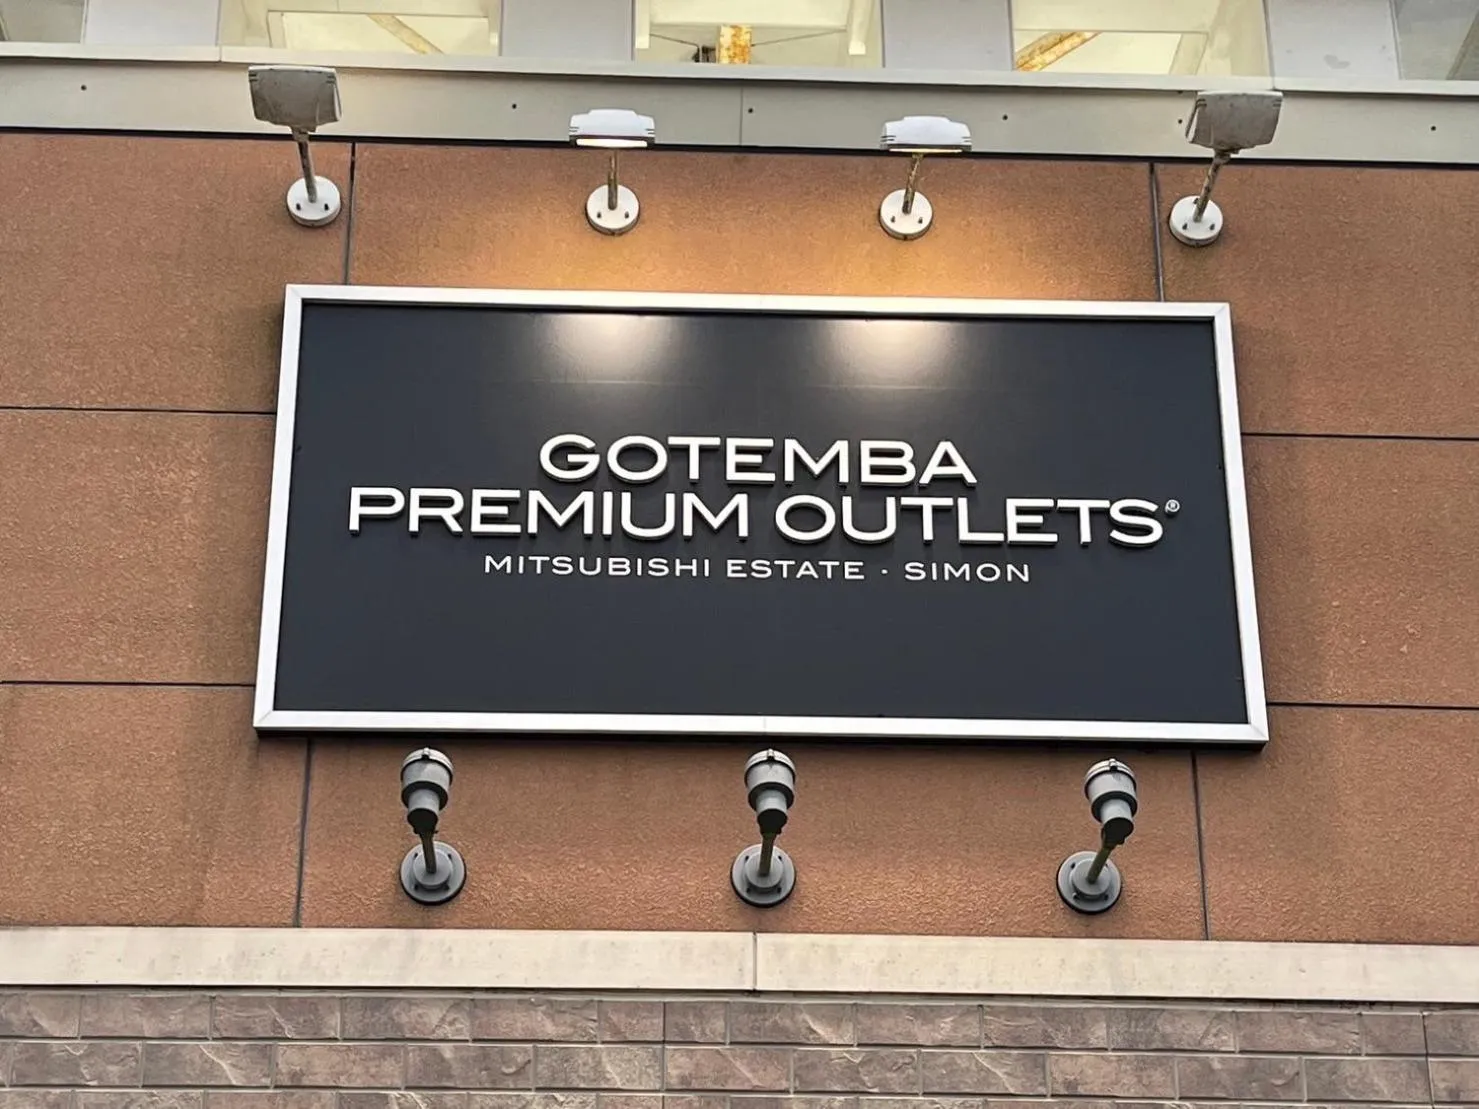 GOTEMBA
PREMIUM OUTLETS®
MITSUBISHI ESTATE · SIMON